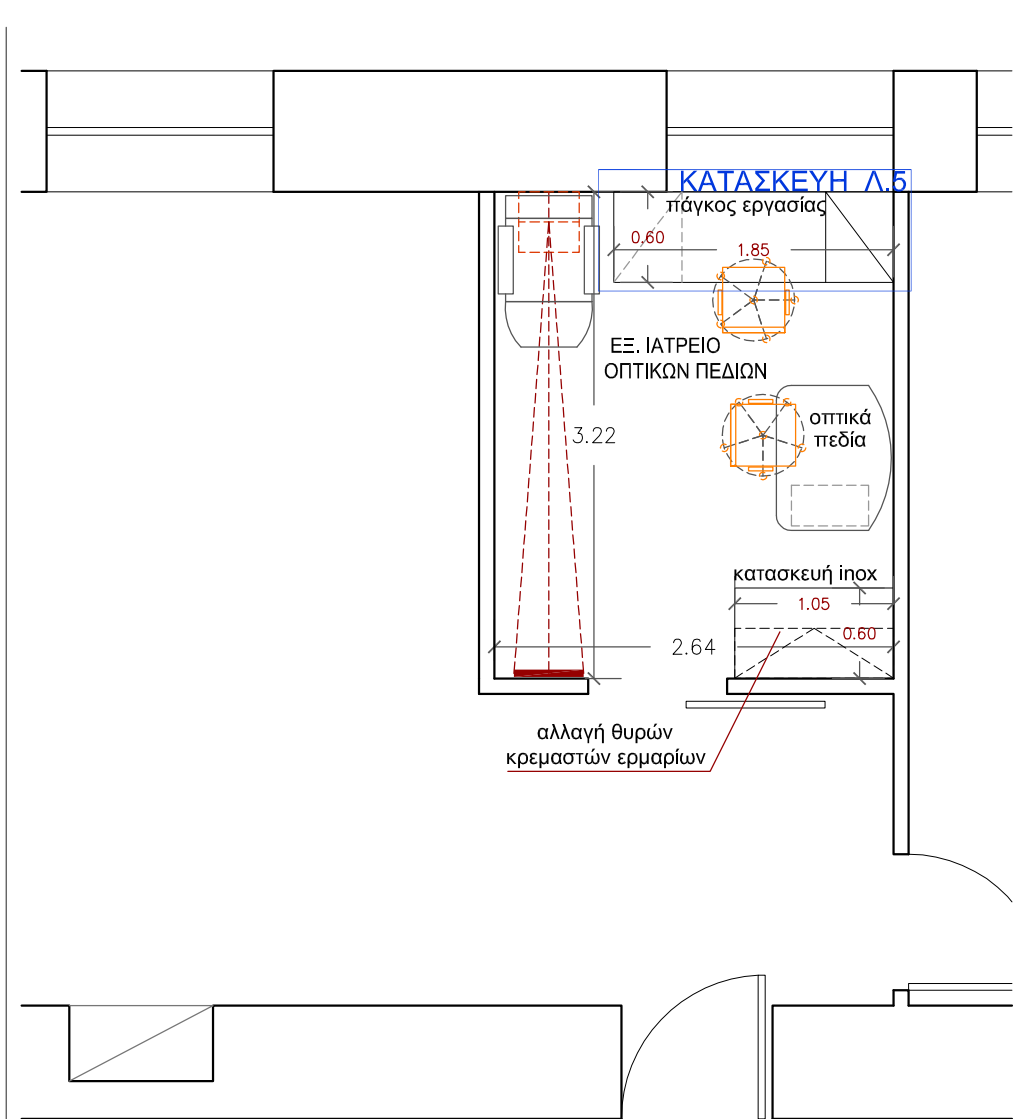 ΚΑΤΑΣΚΕΥΗ Λ.5
πάγκος εργασίας
0.60
1.85
ΕΞ. ΙΑΤΡΕΙΟ
ΟΠΤΙΚΩΝ ΠΕΔΙΩΝ
οπτικά
πεδία
3.22
κατασκευή inox
1.05
0.60
2.64
αλλαγή θυρών
κρεμαστών ερμαρίων